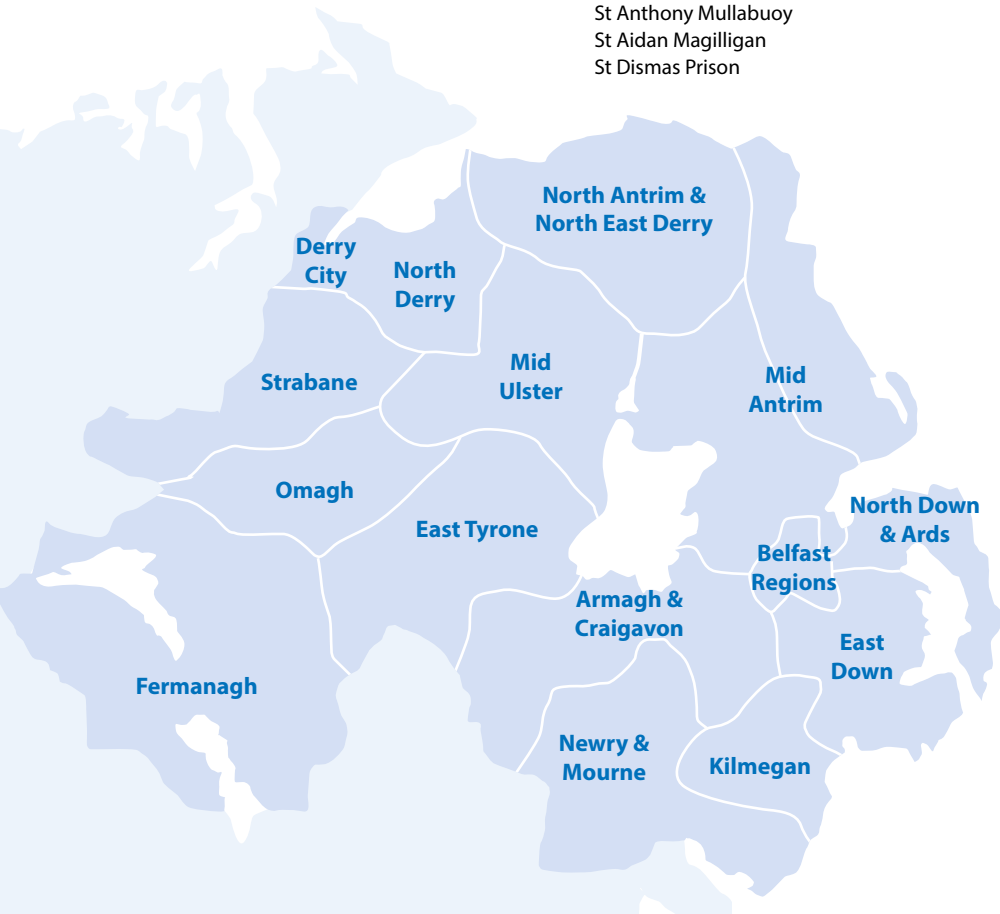 St Anthony Mullabuoy
St Aidan Magilligan
St Dismas Prison
North Antrim &
North East Derry
Derry
City
North
Derry
Strabane
Mid
Ulster
Mid
Antrim
Omagh
East Tyrone
North Down
& Ards
Belfast
Regions
Armagh &
Craigavon
East
Down
Fermanagh
Newry &
Mourne
Kilmegan